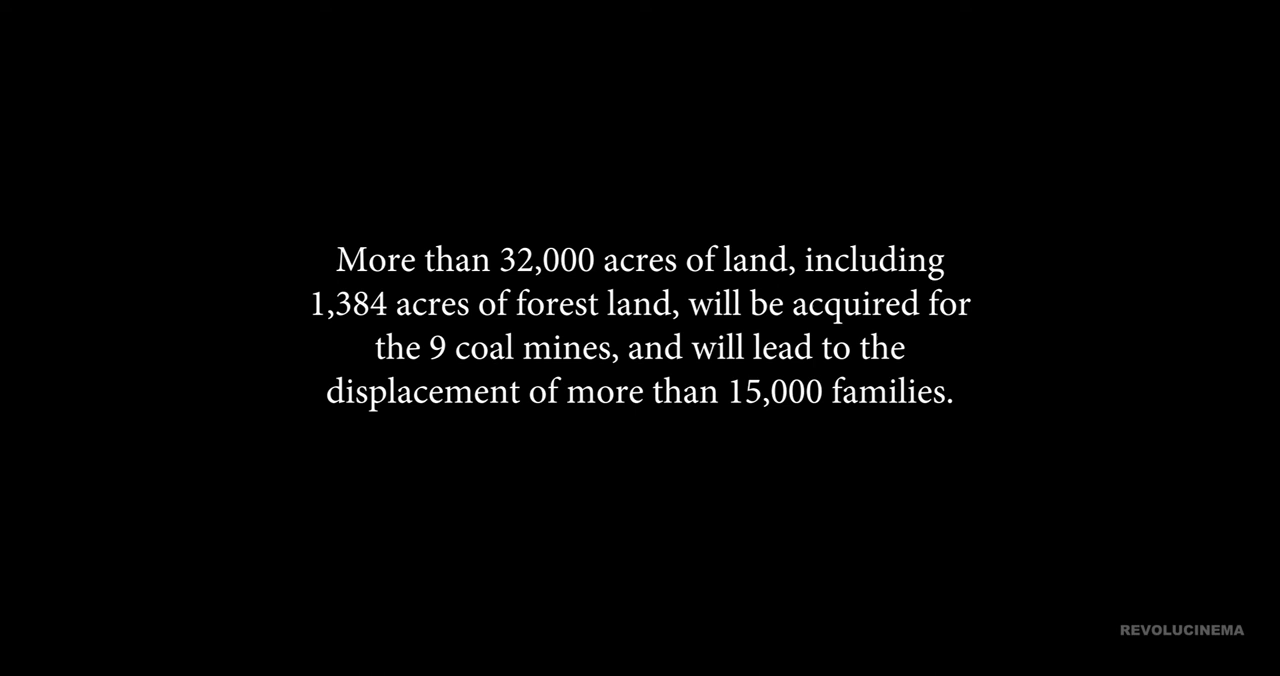 More than 32,000 acres of land, including
1,384 acres of forest land, will be acquired for
the 9 coal mines, and will lead to the
displacement of more than 15,000 families.
REVOLUCINEMA